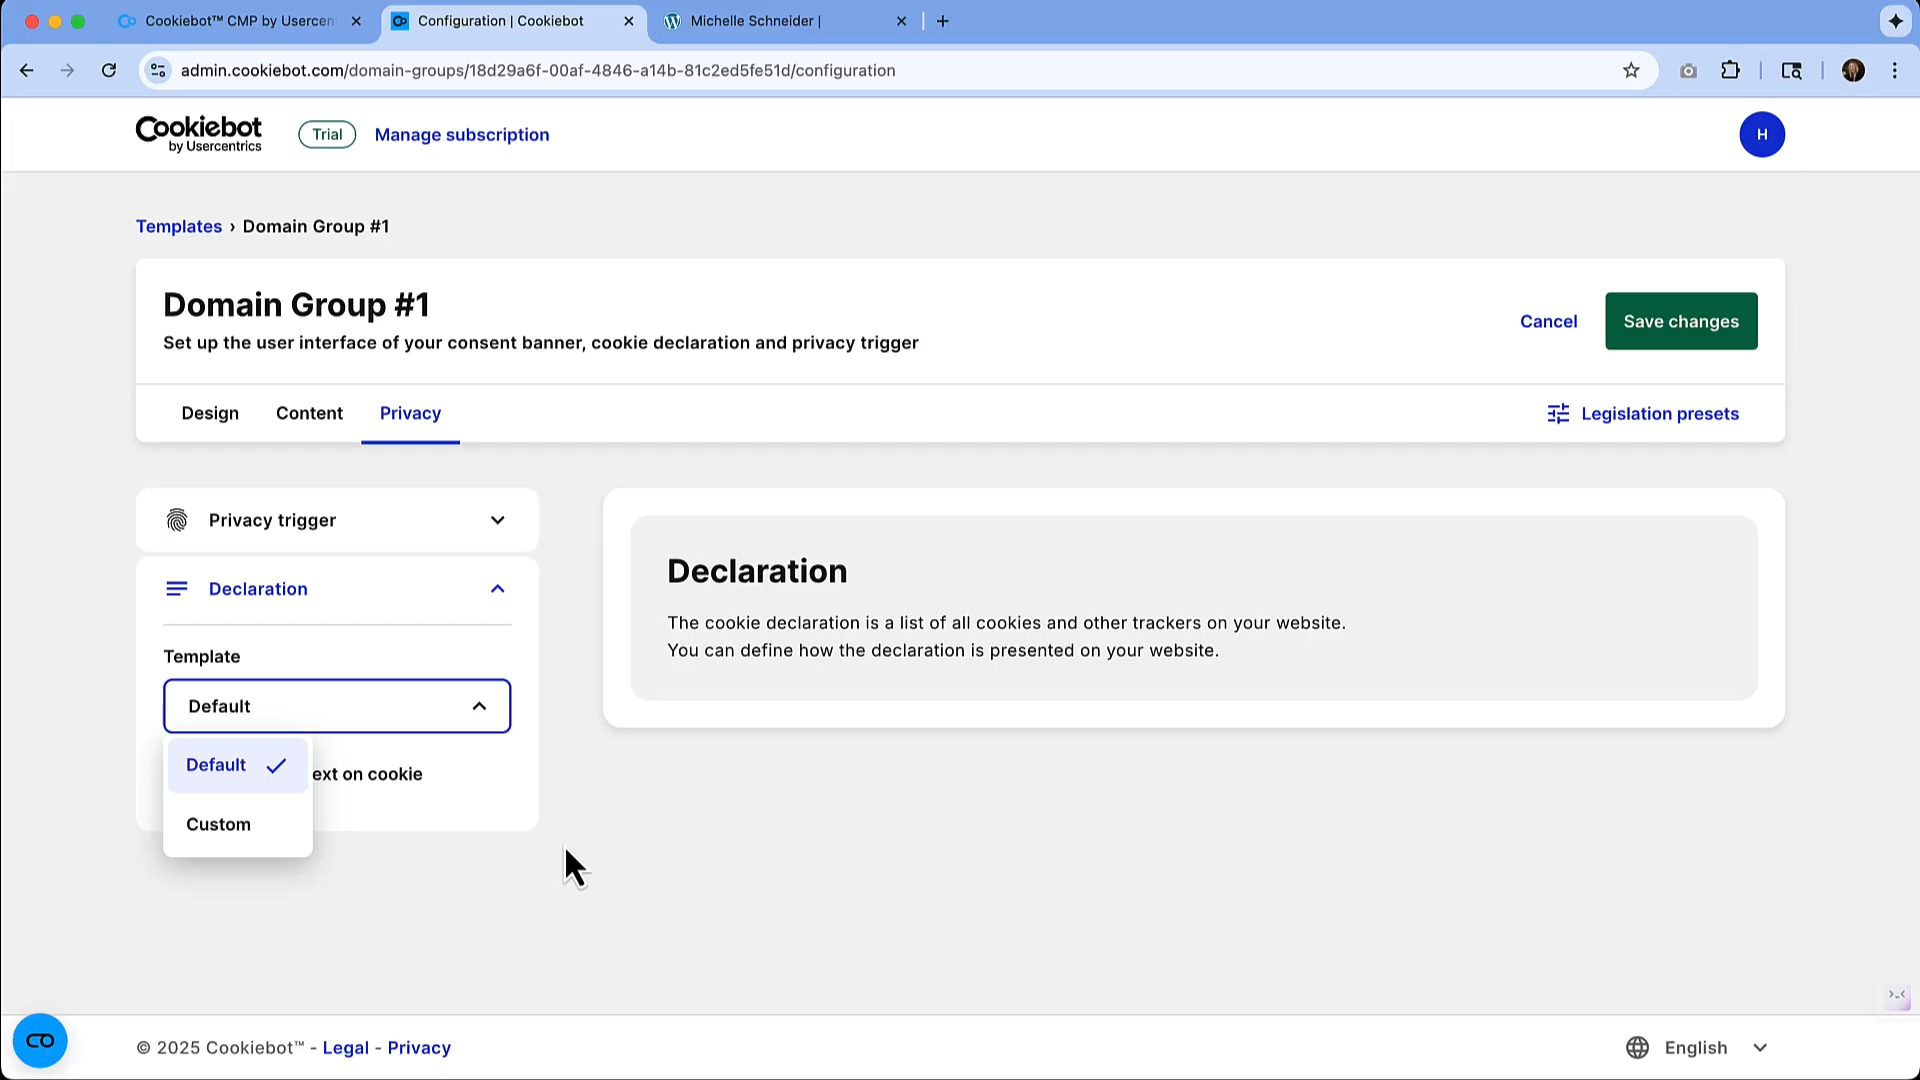 Cookiebot™ CMP by Usercen
Configuration | Cookiebot
Michelle Schneider |
admin.cookiebot.com/domain-groups/18d29a6f-00af-4846-a14b-81c2ed5fe51d/configuration
Cookiebot
by Usercentrics
Trial
Manage subscription
H
Templates › Domain Group #1
Domain Group #1
Set up the user interface of your consent banner, cookie declaration and privacy trigger
Cancel
Save changes
Design
Content
Privacy
Legislation presets
Privacy trigger
Declaration
Template
Default
Default
ext on cookie
Custom
Declaration
The cookie declaration is a list of all cookies and other trackers on your website.
You can define how the declaration is presented on your website.
© 2025 Cookiebot™ - Legal - Privacy
English